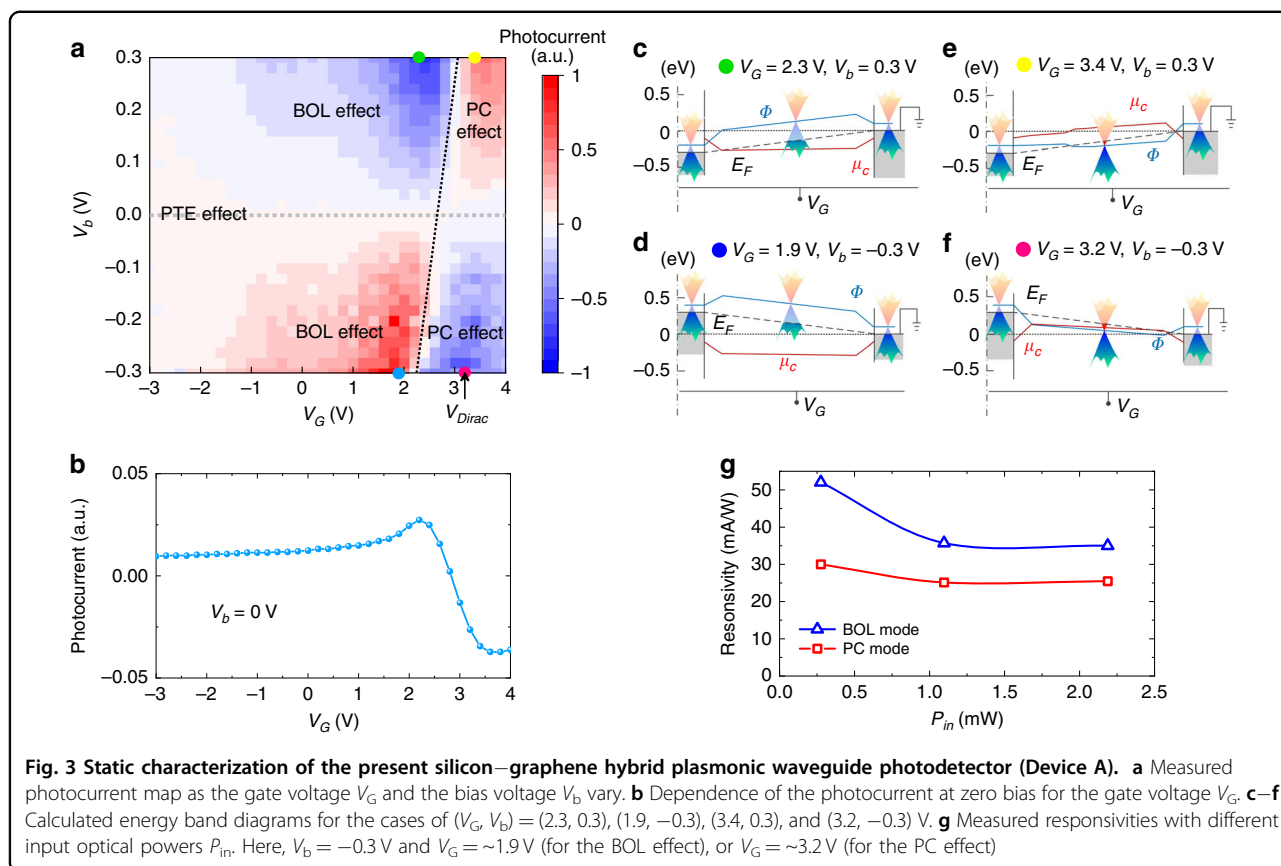 a
Photocurrent
(a.u.)
0.3
0.2
0.1
0.0
−0.1
−0.2
−0.3
V_b (V)
BOL effect
PC
effect
PTE effect
BOL effect
PC effect
−3 −2 −1 0 1 2 3 4
V_G (V)
V_Dirac
1
0.5
0
−0.5
−1
b
0.05
0.00
−0.05
Photocurrent (a.u.)
V_b = 0 V
−3 −2 −1 0 1 2 3 4
V_G (V)
c
(eV)
V_G = 2.3 V, V_b = 0.3 V
0.5
0
−0.5
Φ
E_F
μ_c
V_G
e
(eV)
V_G = 3.4 V, V_b = 0.3 V
0.5
0
−0.5
μ_c
E_F
Φ
V_G
d
(eV)
V_G = 1.9 V, V_b = −0.3 V
0.5
0
−0.5
Φ
E_F
μ_c
V_G
f
(eV)
V_G = 3.2 V, V_b = −0.3 V
0.5
0
−0.5
E_F
μ_c
Φ
V_G
g
50
40
30
20
10
0
Resonsivity (mA/W)
BOL mode
PC mode
0.0 0.5 1.0 1.5 2.0 2.5
P_in (mW)
Fig. 3 Static characterization of the present silicon−graphene hybrid plasmonic waveguide photodetector (Device A). a Measured
photocurrent map as the gate voltage V_G and the bias voltage V_b vary. b Dependence of the photocurrent at zero bias for the gate voltage V_G. c−f
Calculated energy band diagrams for the cases of (V_G, V_b) = (2.3, 0.3), (1.9, −0.3), (3.4, 0.3), and (3.2, −0.3) V. g Measured responsivities with different
input optical powers P_in. Here, V_b = −0.3 V and V_G = ~1.9 V (for the BOL effect), or V_G = ~3.2 V (for the PC effect)